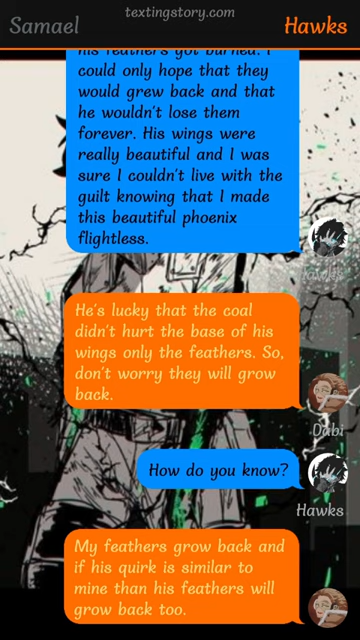 textingstory.com
Samael
Hawks
his feathers got burned. I
could only hope that they
would grew back and that
he wouldn't lose them
forever. His wings were
really beautiful and I was
sure I couldn't live with the
guilt knowing that I made
this beautiful phoenix
flightless.
Hawks
He's lucky that the coal
didn't hurt the base of his
wings only the feathers. So,
don't worry they will grow
back.
Dabi
How do you know?
Hawks
My feathers grow back and
if his quirk is similar to
mine than his feathers will
grow back too.